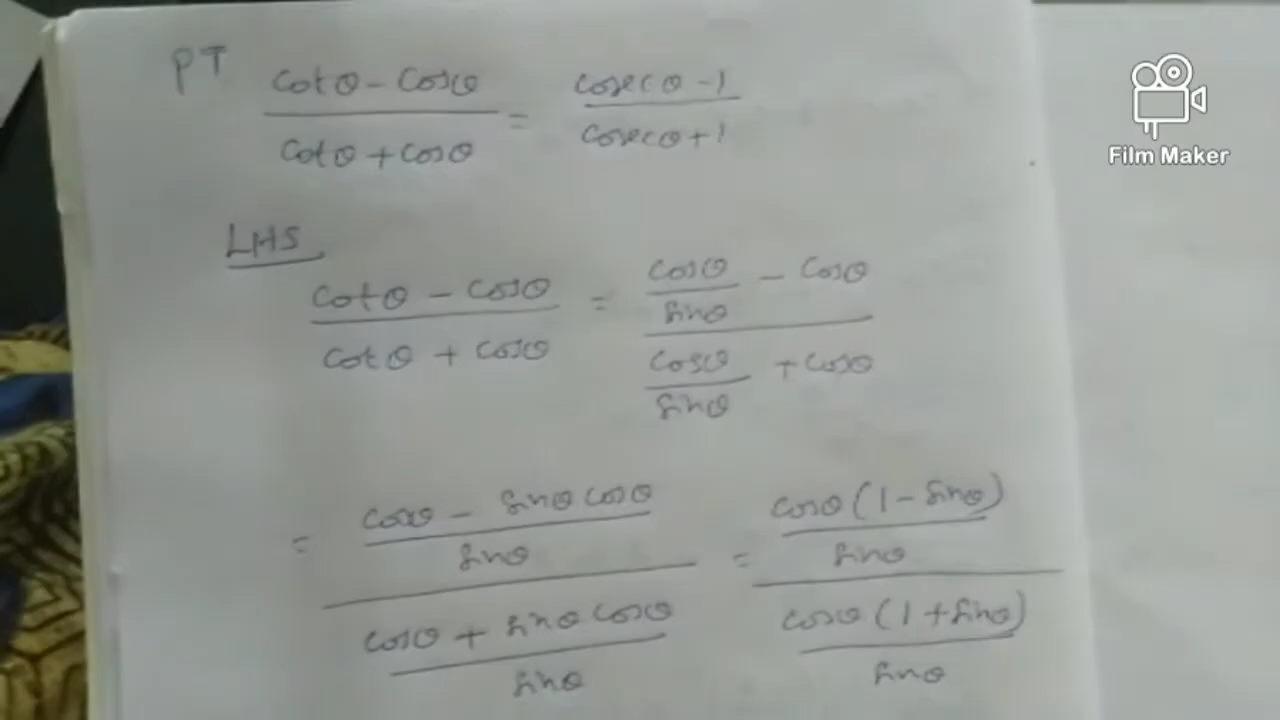 PT cotθ - cosθ / cotθ + cosθ = cosecθ - 1 / cosecθ + 1
Film Maker
LHS
cotθ - cosθ / cotθ + cosθ = cosθ / sinθ - cosθ / cosθ / sinθ + cosθ
= cosθ - sinθ cosθ / sinθ / cosθ + sinθ cosθ / sinθ = cosθ (1 - sinθ) / sinθ / cosθ (1 + sinθ) / sinθ